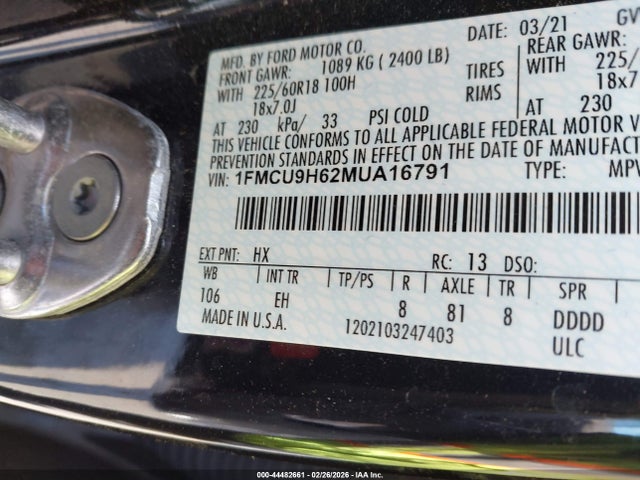 MFD. BY FORD MOTOR CO. DATE: 03/21 GV
FRONT GAWR: 1089 KG ( 2400 LB) REAR GAWR:
WITH 225/60R18 100H TIRES WITH 225/
18x7.0J RIMS 18x7.
AT 230 kPa/ 33 PSI COLD AT 230
THIS VEHICLE CONFORMS TO ALL APPLICABLE FEDERAL MOTOR V
PREVENTION STANDARDS IN EFFECT ON THE DATE OF MANUFACT
VIN: 1FMCU9H62MUA16791 TYPE: MPV
EXT PNT: HX RC: 13 DSO:
WB INT TR TP/PS R AXLE TR SPR
106 EH 8 81 8 DDDD
MADE IN U.S.A. 1202103247403 ULC
000-44482661 - 02/26/2026 - IAA Inc.